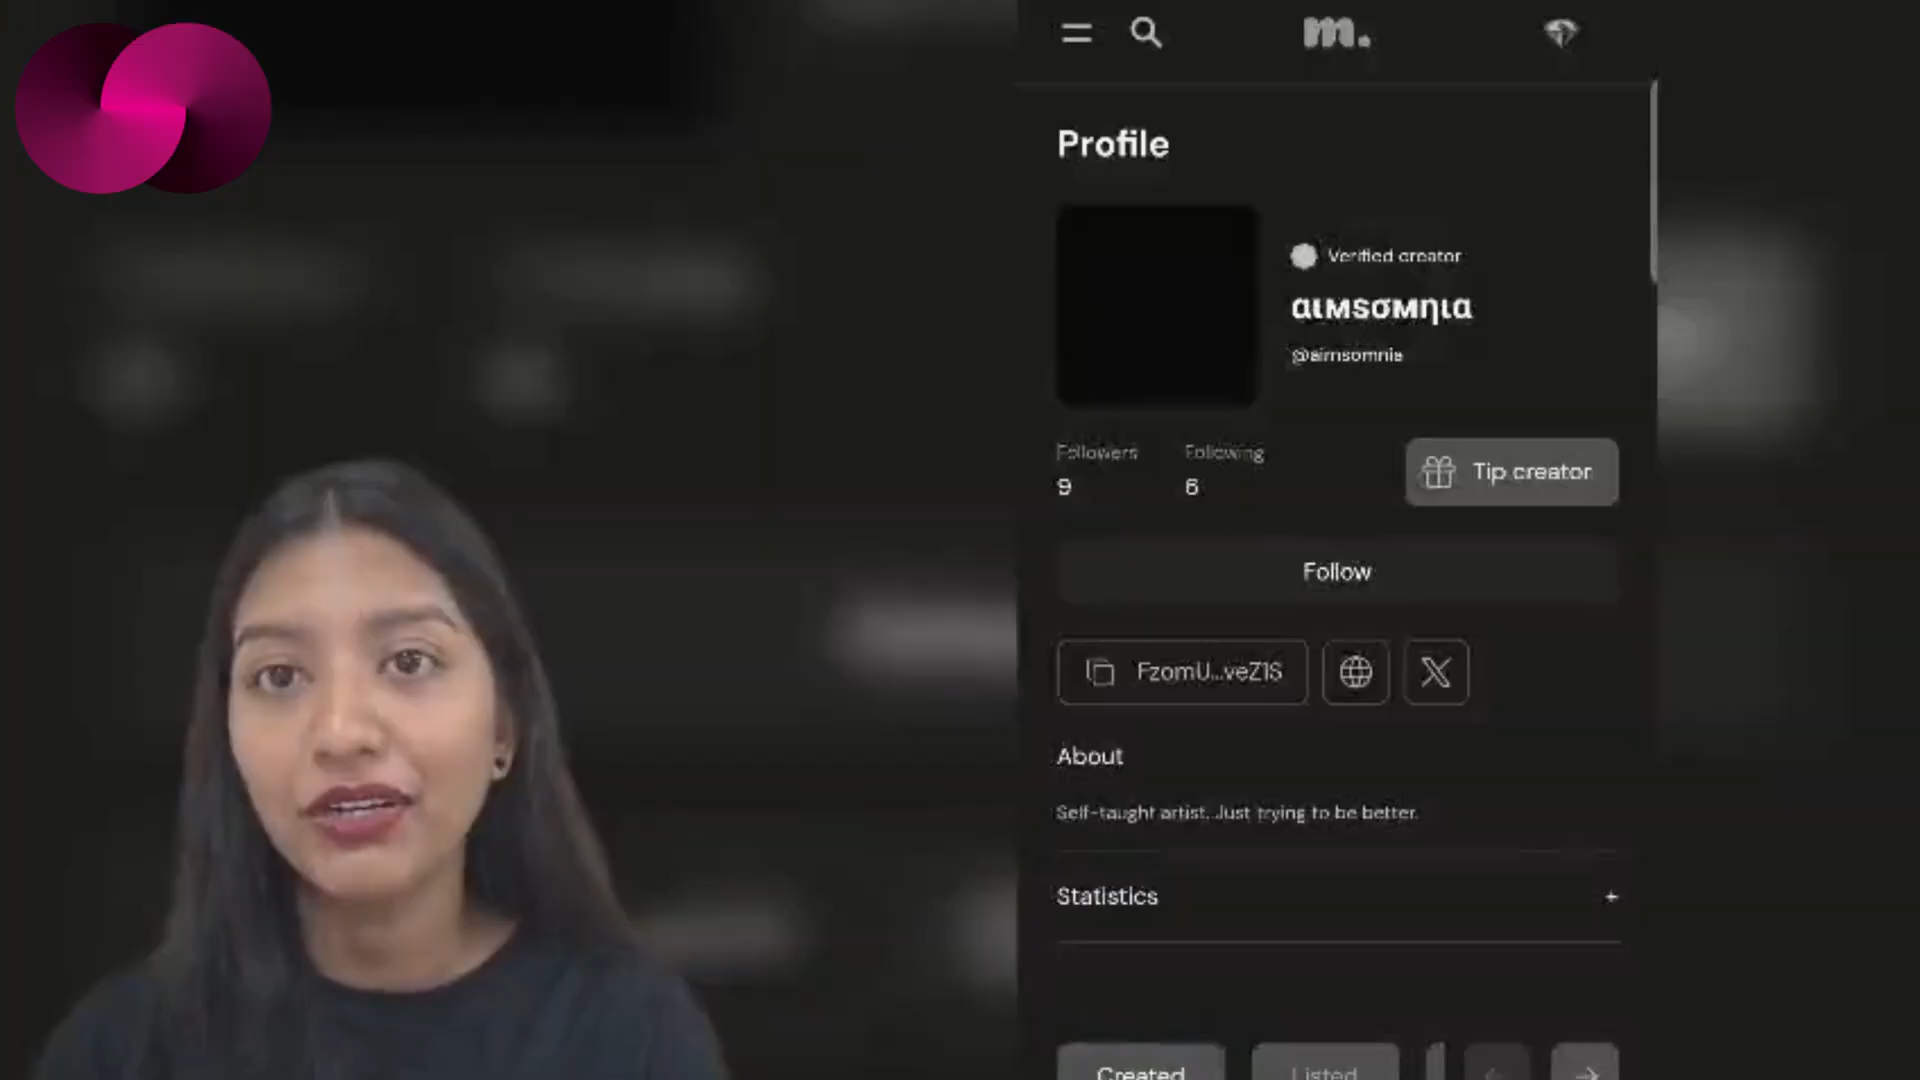 m.
Profile
Verified creator
αιмѕσмηια
@aimsomnia
Followers
Following
9
6
Tip creator
Follow
FzomU...veZ1S
About
Self-taught artist. Just trying to be better.
Statistics
+
Created
Listed